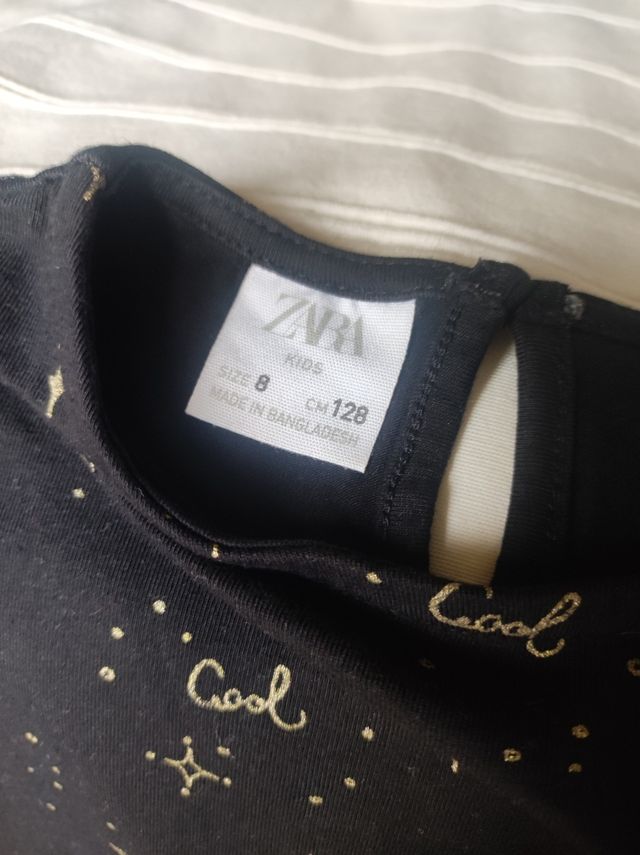 ZARA
KIDS
SIZE 8 CM 128
MADE IN BANGLADESH
Cool
Cool